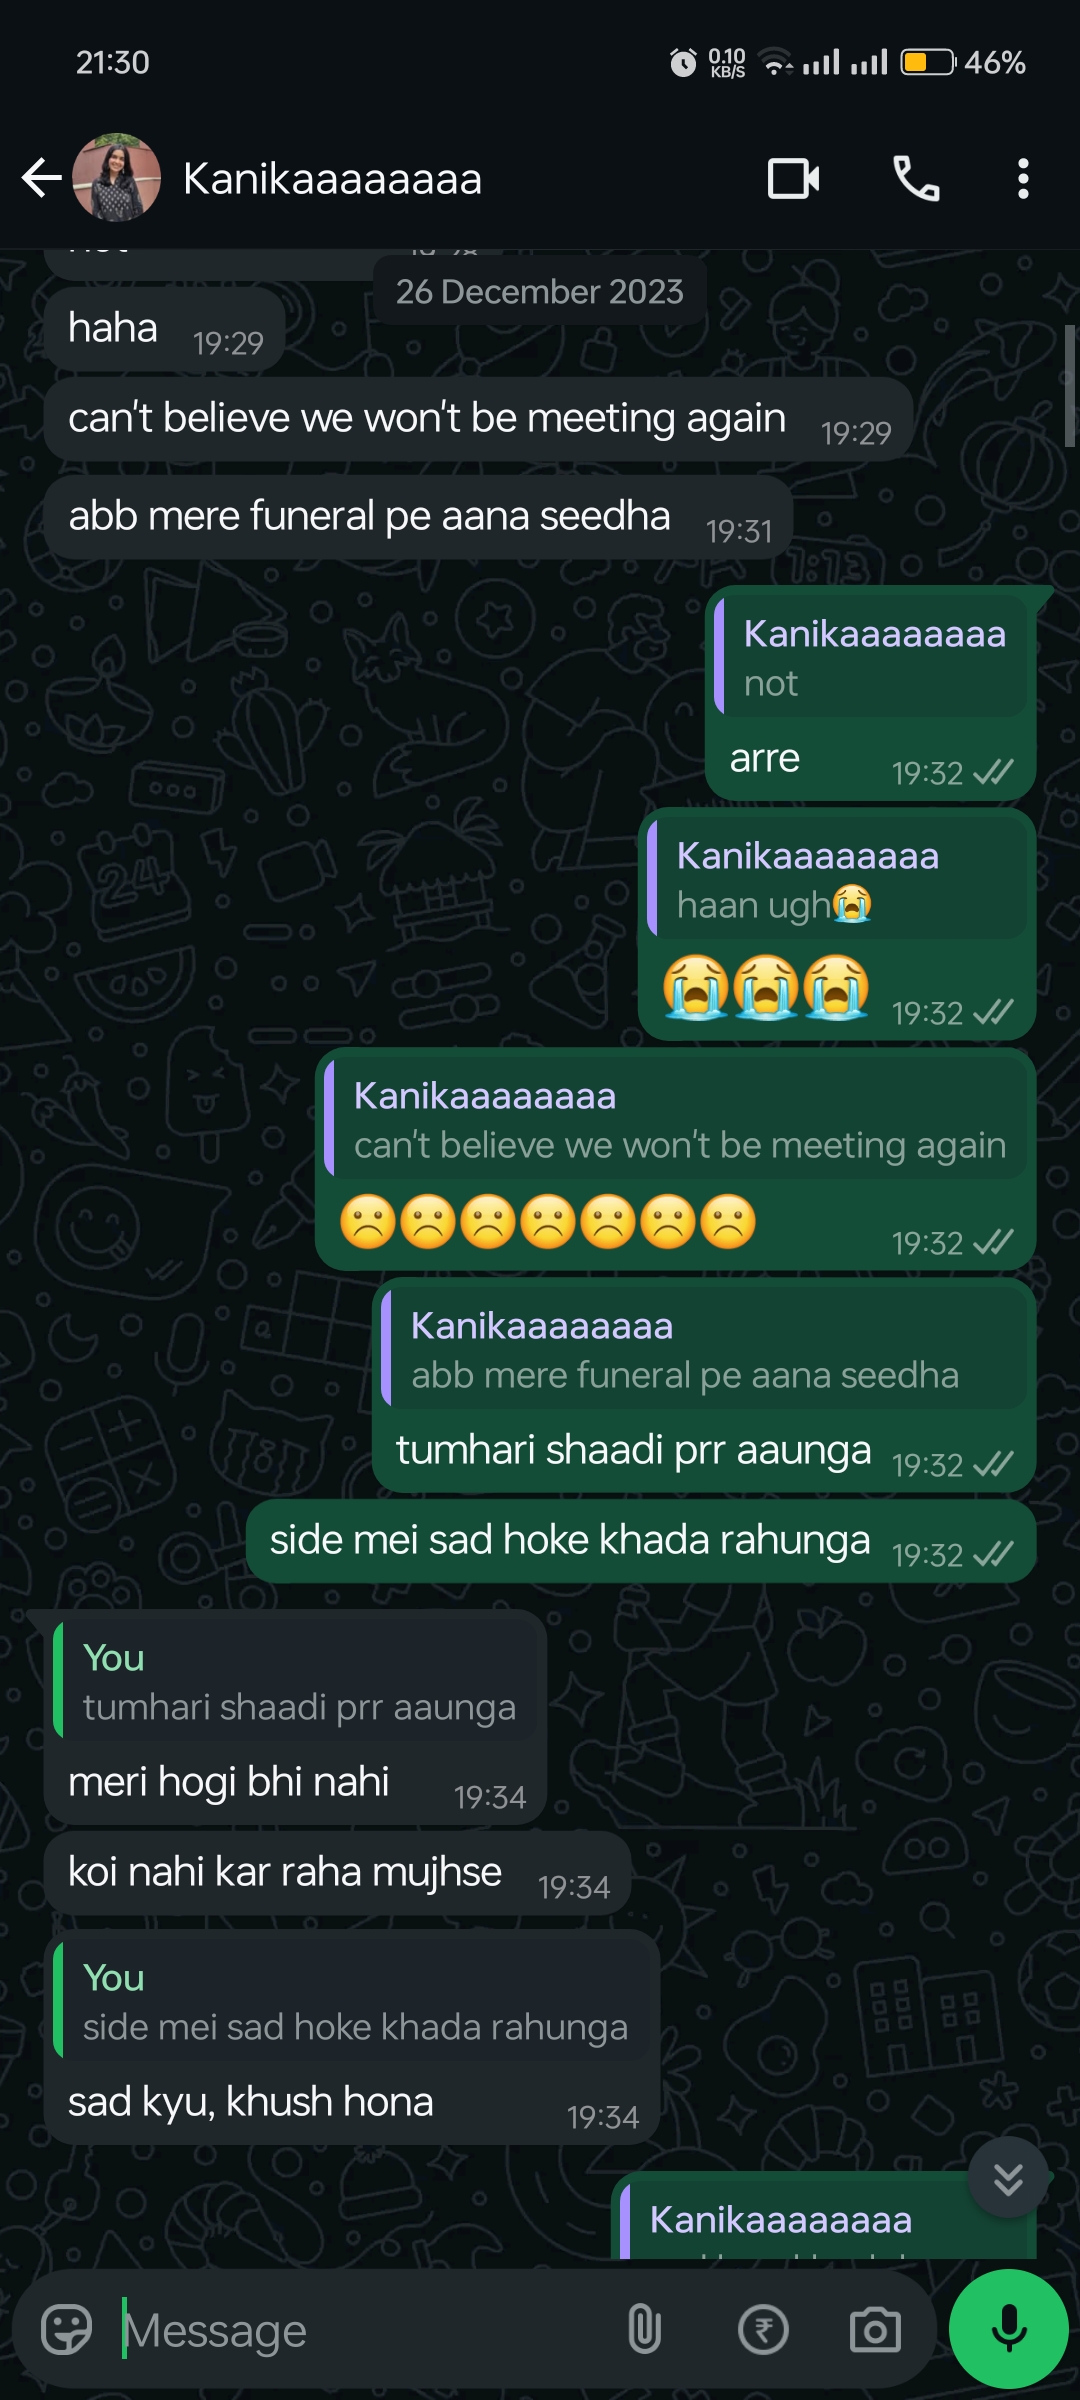 21:30
0.10 KB/S
46%
Kanikaaaaaaaa
26 December 2023
haha 19:29
can't believe we won't be meeting again 19:29
abb mere funeral pe aana seedha 19:31
Kanikaaaaaaaa
not
arre 19:32
Kanikaaaaaaaa
haan ugh😭
😭😭😭 19:32
Kanikaaaaaaaa
can't believe we won't be meeting again
☹️☹️☹️☹️☹️☹️☹️ 19:32
Kanikaaaaaaaa
abb mere funeral pe aana seedha
tumhari shaadi prr aaunga 19:32
side mei sad hoke khada rahunga 19:32
You
tumhari shaadi prr aaunga
meri hogi bhi nahi 19:34
koi nahi kar raha mujhse 19:34
You
side mei sad hoke khada rahunga
sad kyu, khush hona 19:34
Kanikaaaaaaaa
Message